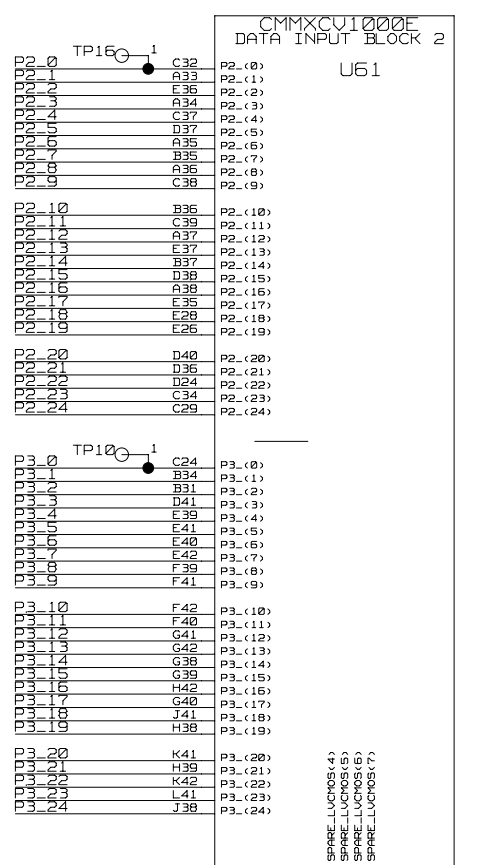 CMMXCV1000E
DATA INPUT BLOCK 2
U61
TP16 1
P2_0 C32 P2_(0)
P2_1 A33 P2_(1)
P2_2 E36 P2_(2)
P2_3 A34 P2_(3)
P2_4 C37 P2_(4)
P2_5 D37 P2_(5)
P2_6 A35 P2_(6)
P2_7 B35 P2_(7)
P2_8 A36 P2_(8)
P2_9 C38 P2_(9)
P2_10 B36 P2_(10)
P2_11 C39 P2_(11)
P2_12 A37 P2_(12)
P2_13 E37 P2_(13)
P2_14 B37 P2_(14)
P2_15 D38 P2_(15)
P2_16 A38 P2_(16)
P2_17 E35 P2_(17)
P2_18 E28 P2_(18)
P2_19 E26 P2_(19)
P2_20 D40 P2_(20)
P2_21 D36 P2_(21)
P2_22 D24 P2_(22)
P2_23 C34 P2_(23)
P2_24 C29 P2_(24)
TP10 1
P3_0 C24 P3_(0)
P3_1 B34 P3_(1)
P3_2 B31 P3_(2)
P3_3 D41 P3_(3)
P3_4 E39 P3_(4)
P3_5 E41 P3_(5)
P3_6 E40 P3_(6)
P3_7 E42 P3_(7)
P3_8 F39 P3_(8)
P3_9 F41 P3_(9)
P3_10 F42 P3_(10)
P3_11 F40 P3_(11)
P3_12 G41 P3_(12)
P3_13 G42 P3_(13)
P3_14 G38 P3_(14)
P3_15 G39 P3_(15)
P3_16 H42 P3_(16)
P3_17 G40 P3_(17)
P3_18 J41 P3_(18)
P3_19 H38 P3_(19)
P3_20 K41 P3_(20)
P3_21 H39 P3_(21)
P3_22 K42 P3_(22)
P3_23 L41 P3_(23)
P3_24 J38 P3_(24)
SPARE_LVCMOS(4)
SPARE_LVCMOS(5)
SPARE_LVCMOS(6)
SPARE_LVCMOS(7)